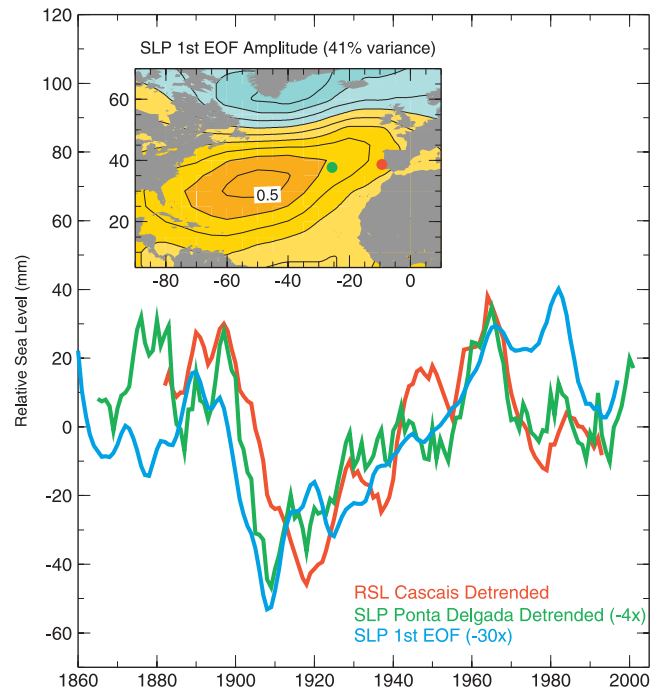 SLP 1st EOF Amplitude (41% variance)
60
40
20
0.5
-80 -60 -40 -20 0
Relative Sea Level (mm)
120
100
80
60
40
20
0
-20
-40
-60
RSL Cascais Detrended
SLP Ponta Delgada Detrended (-4x)
SLP 1st EOF (-30x)
1860 1880 1900 1920 1940 1960 1980 2000